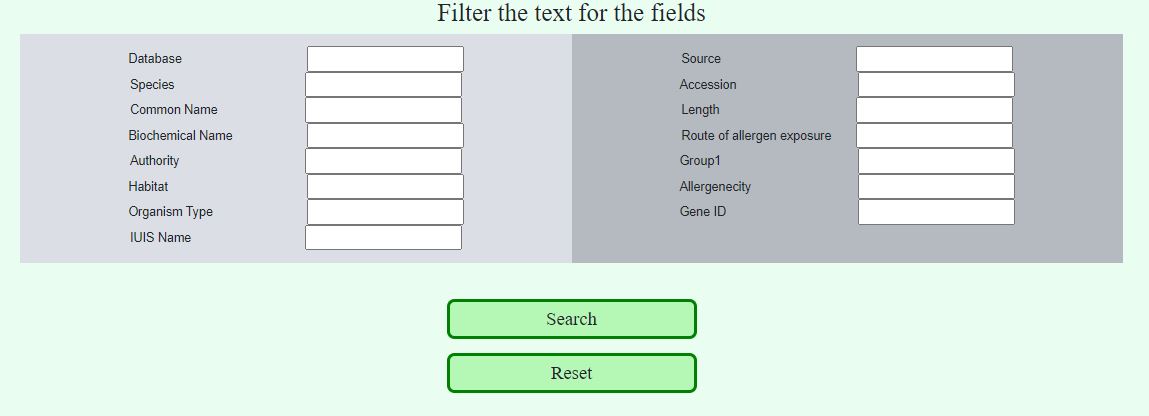 Filter the text for the fields
Database
Species
Common Name
Biochemical Name
Authority
Habitat
Organism Type
IUIS Name
Source
Accession
Length
Route of allergen exposure
Group1
Allergenecity
Gene ID
Search
Reset